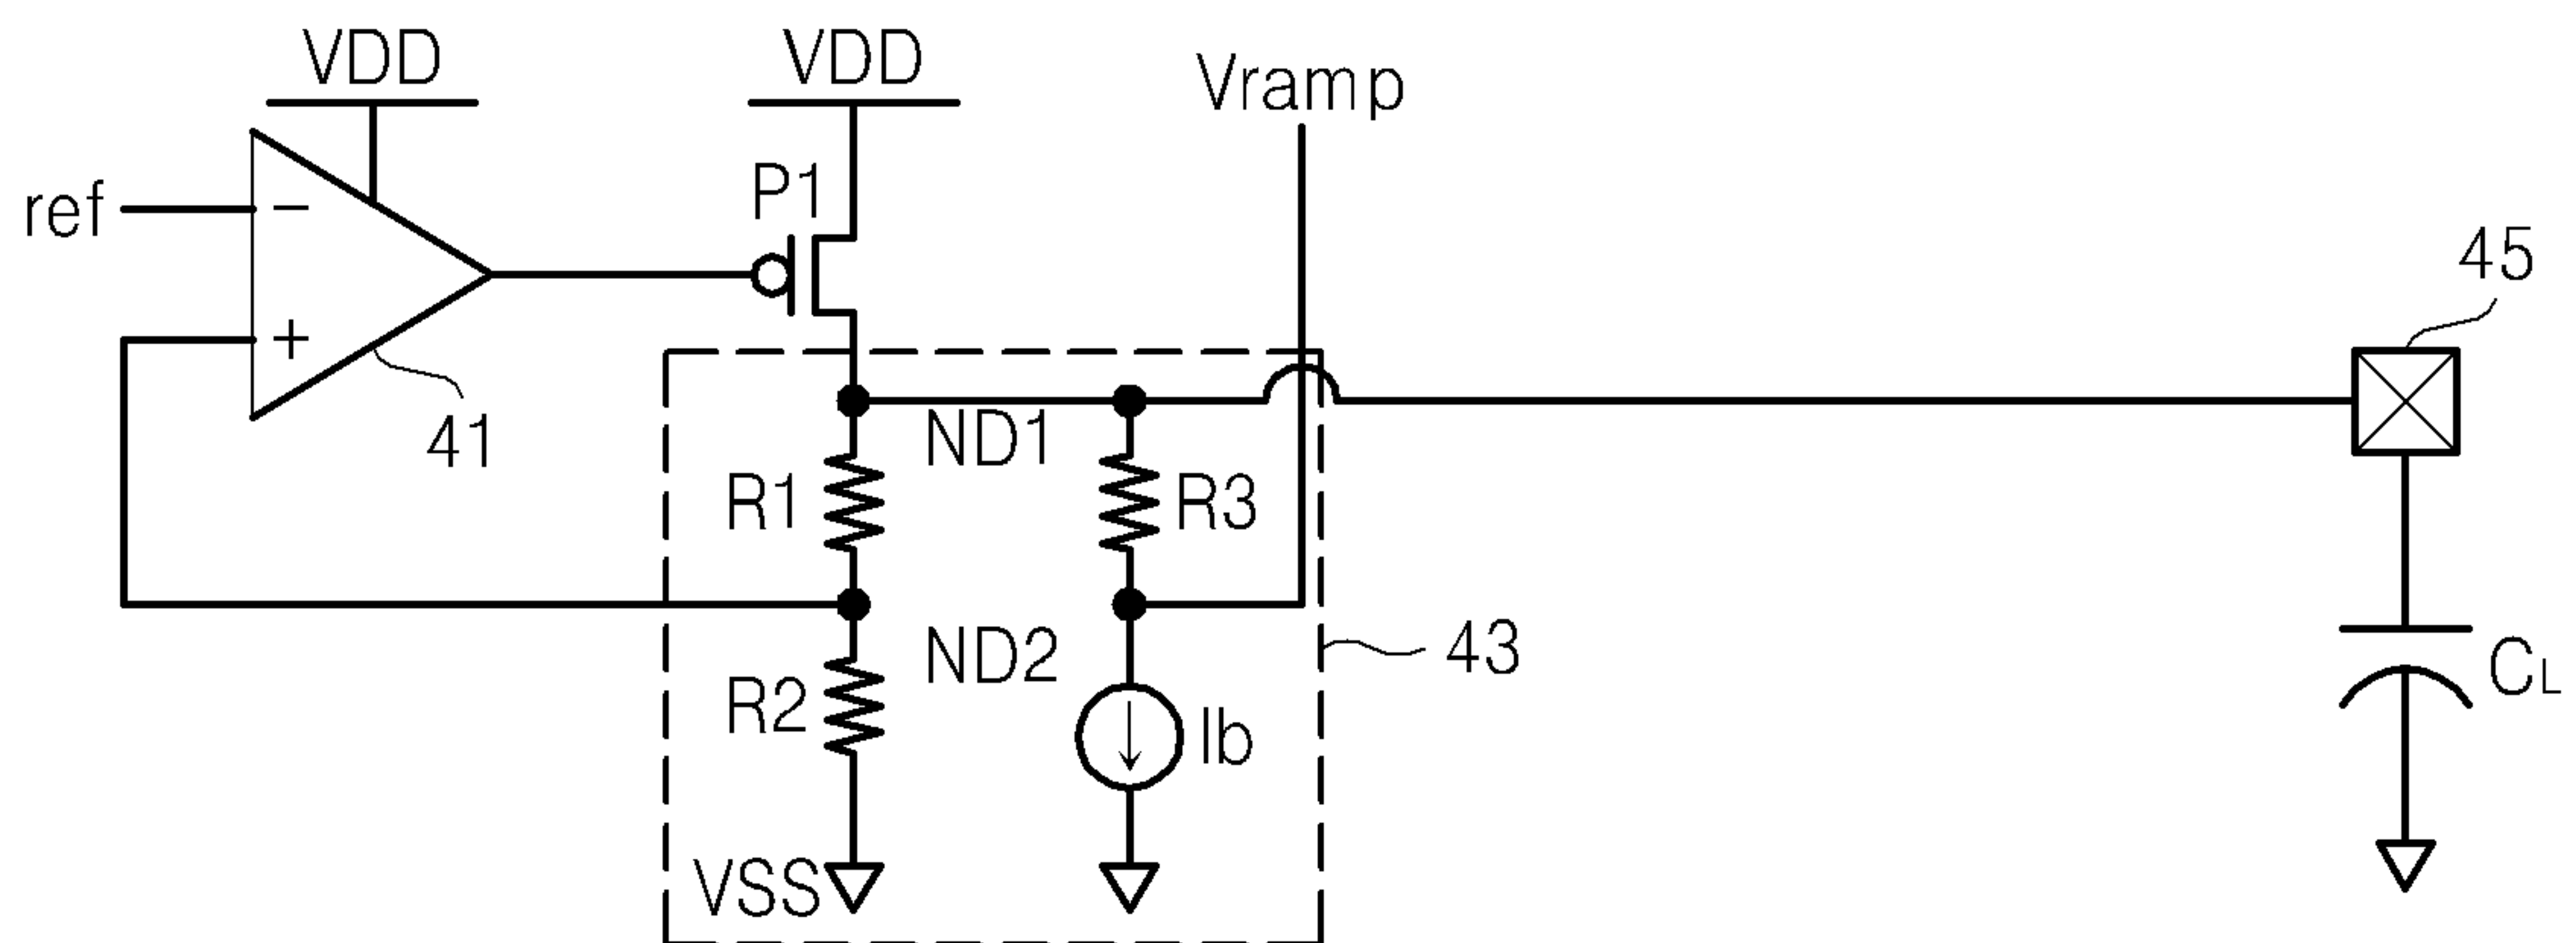 VDD
VDD
Vramp
ref
−
P1
45
+
41
ND1
R1
R3
ND2
43
R2
Ib
CL
VSS